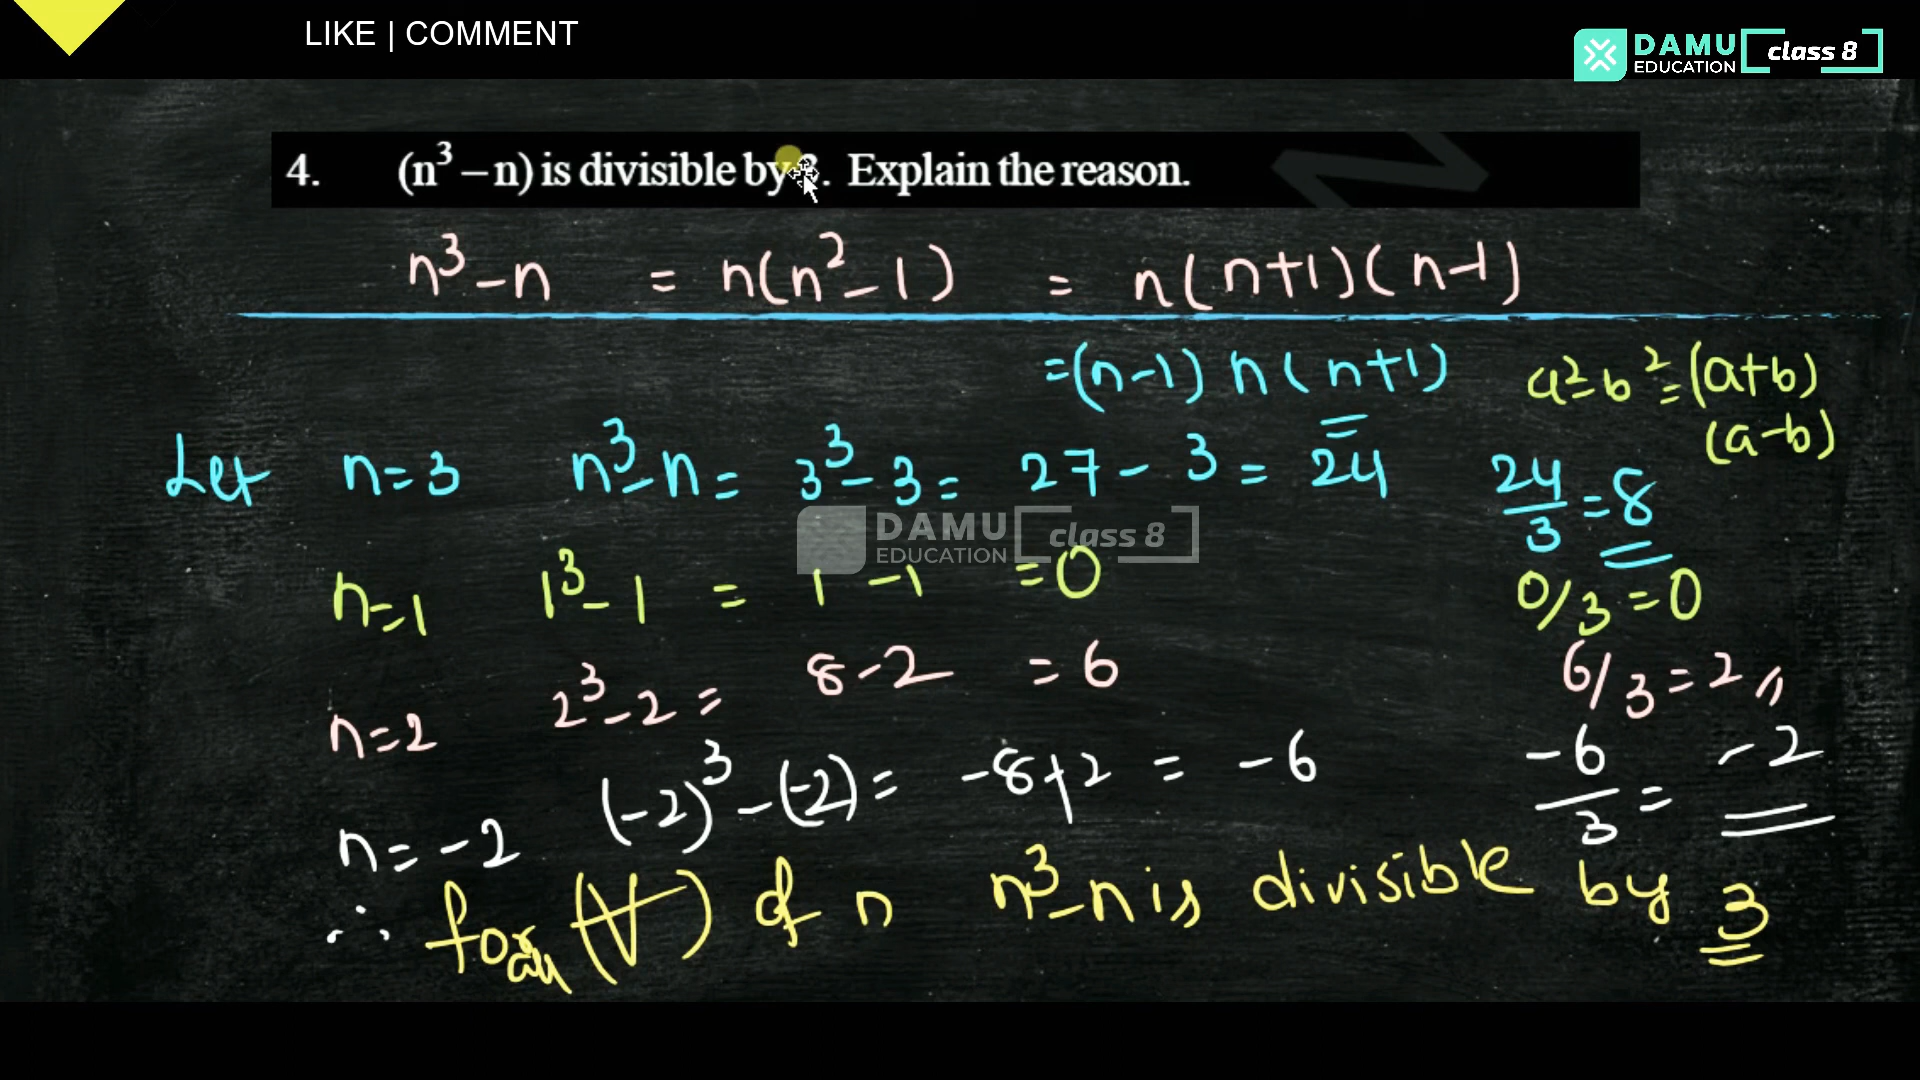 LIKE | COMMENT
DAMU EDUCATION class 8
4. (n³ – n) is divisible by 3. Explain the reason.
n³ - n = n(n² - 1) = n(n+1)(n-1)
= (n-1) n (n+1)
a² - b² = (a+b)
(a-b)
Let n = 3 n³ - n = 3³ - 3 = 27 - 3 = 24
24/3 = 8
DAMU EDUCATION class 8
n = 1 1³ - 1 = 1 - 1 = 0 0/3 = 0
n = 2 2³ - 2 = 8 - 2 = 6 6/3 = 2
n = -2 (-2)³ - (-2) = -8 + 2 = -6 -6/3 = -2
∴ for all (∀) of n n³ - n is divisible by 3